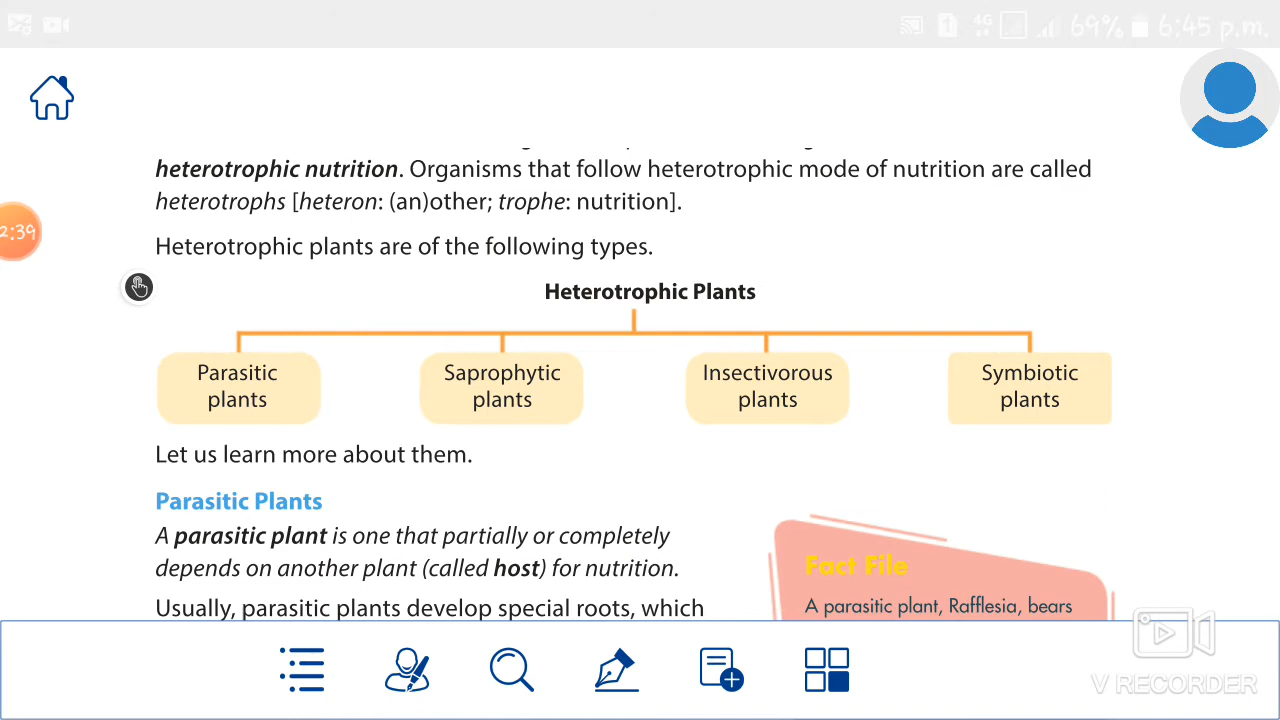 4G 69% 6:45 p.m.
heterotrophic nutrition. Organisms that follow heterotrophic mode of nutrition are called
2:39
heterotrophs [heteron: (an)other; trophe: nutrition].
Heterotrophic plants are of the following types.
Heterotrophic Plants
Parasitic
plants
Saprophytic
plants
Insectivorous
plants
Symbiotic
plants
Let us learn more about them.
Parasitic Plants
A parasitic plant is one that partially or completely
depends on another plant (called host) for nutrition.
Usually, parasitic plants develop special roots, which
Fact File
A parasitic plant, Rafflesia, bears
V RECORDER